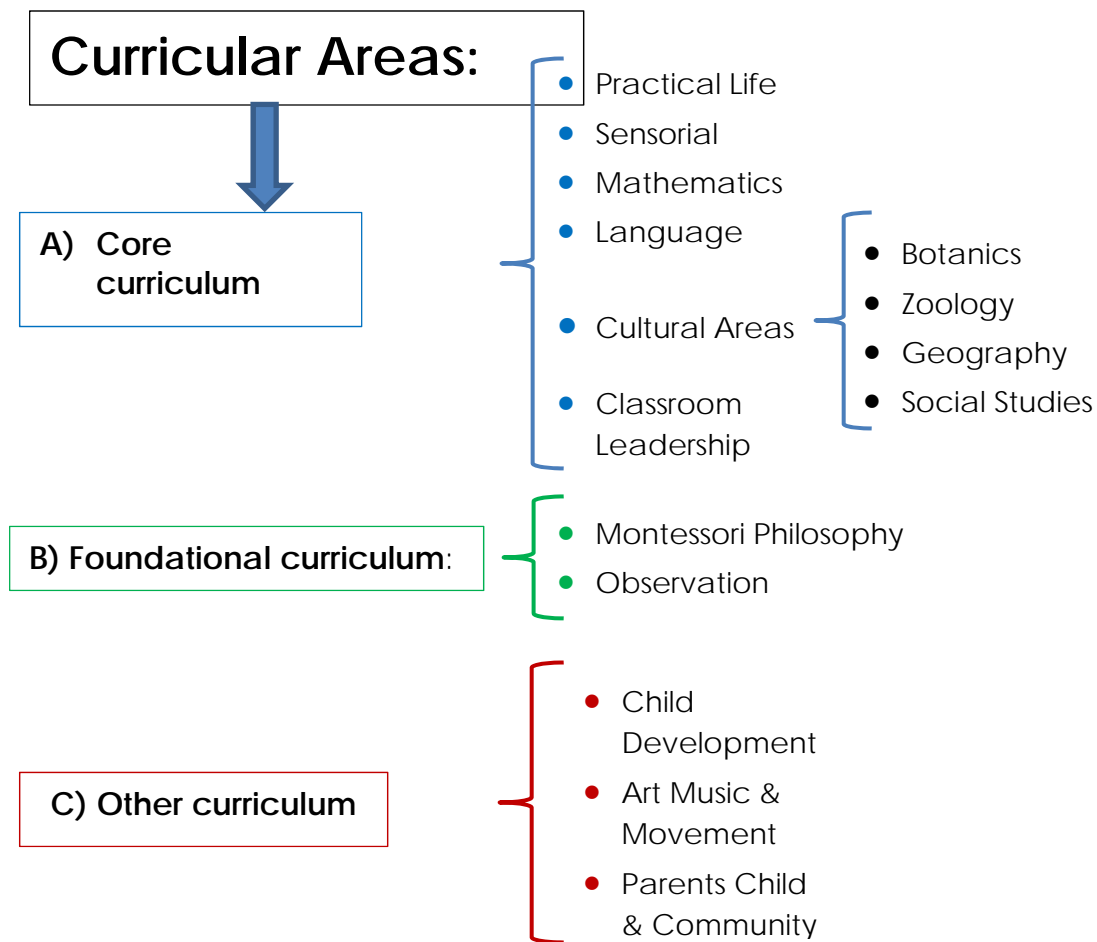 Curricular Areas:
A) Core
curriculum
• Practical Life
• Sensorial
• Mathematics
• Language
• Cultural Areas
• Botanics
• Zoology
• Geography
• Social Studies
• Classroom
Leadership
B) Foundational curriculum:
• Montessori Philosophy
• Observation
C) Other curriculum
• Child
Development
• Art Music &
Movement
• Parents Child
& Community